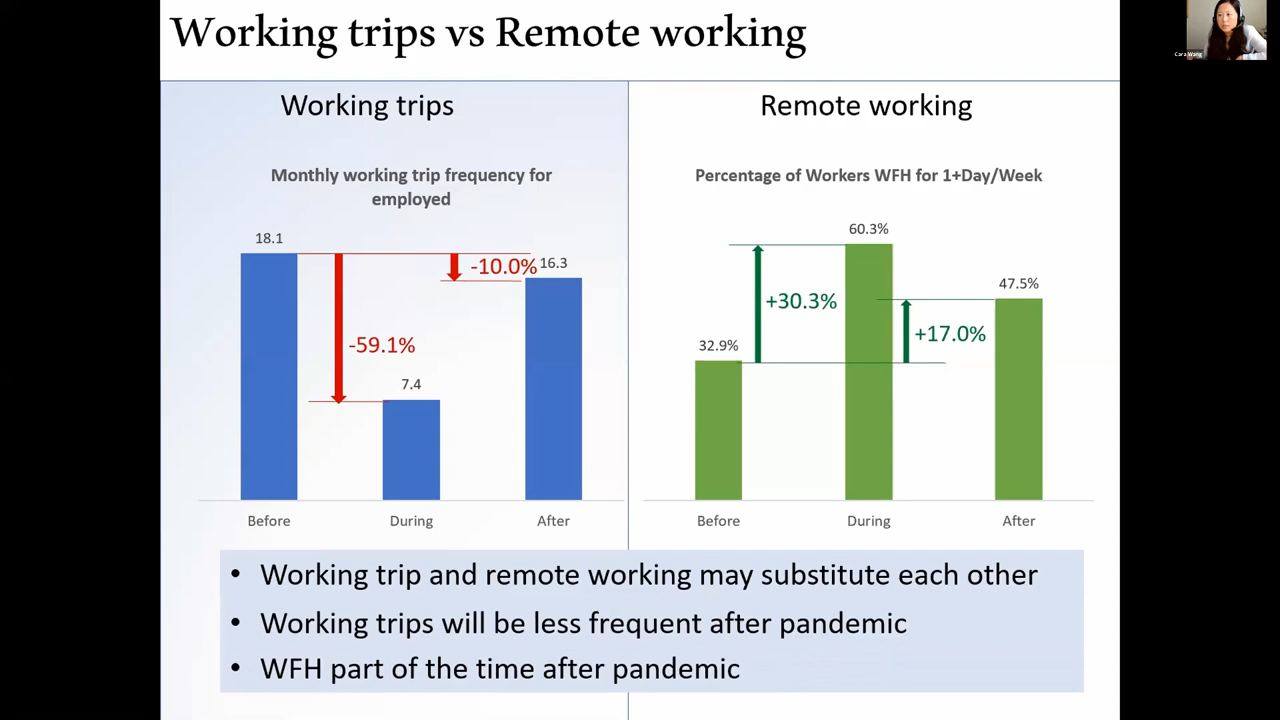 Working trips vs Remote working
Cara Wang
Working trips
Monthly working trip frequency for
employed
18.1
-10.0%
16.3
-59.1%
7.4
Before
During
After
Remote working
Percentage of Workers WFH for 1+Day/Week
60.3%
47.5%
+30.3%
+17.0%
32.9%
Before
During
After
• Working trip and remote working may substitute each other
• Working trips will be less frequent after pandemic
• WFH part of the time after pandemic